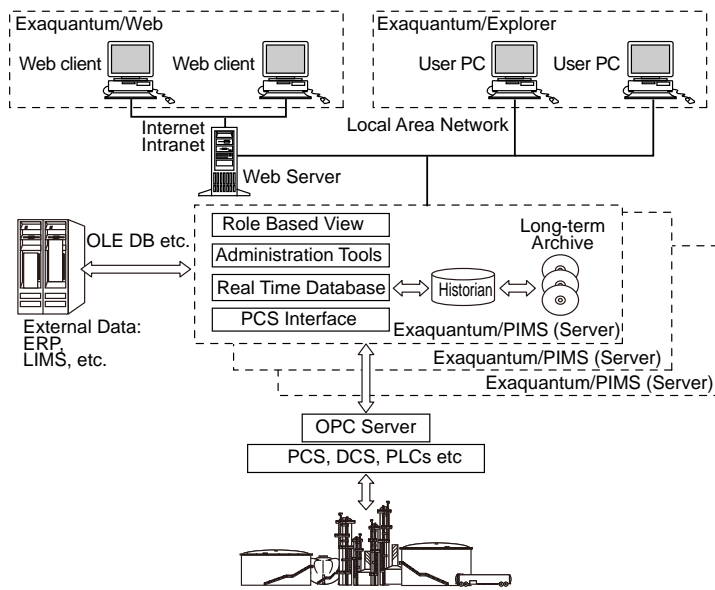 Exaquantum/Web
Exaquantum/Explorer
Web client
Web client
User PC
User PC
Internet
Intranet
Local Area Network
Web Server
OLE DB etc.
Role Based View
Administration Tools
Real Time Database
PCS Interface
Historian
Long-term
Archive
Exaquantum/PIMS (Server)
Exaquantum/PIMS (Server)
Exaquantum/PIMS (Server)
External Data:
ERP,
LIMS, etc.
OPC Server
PCS, DCS, PLCs etc